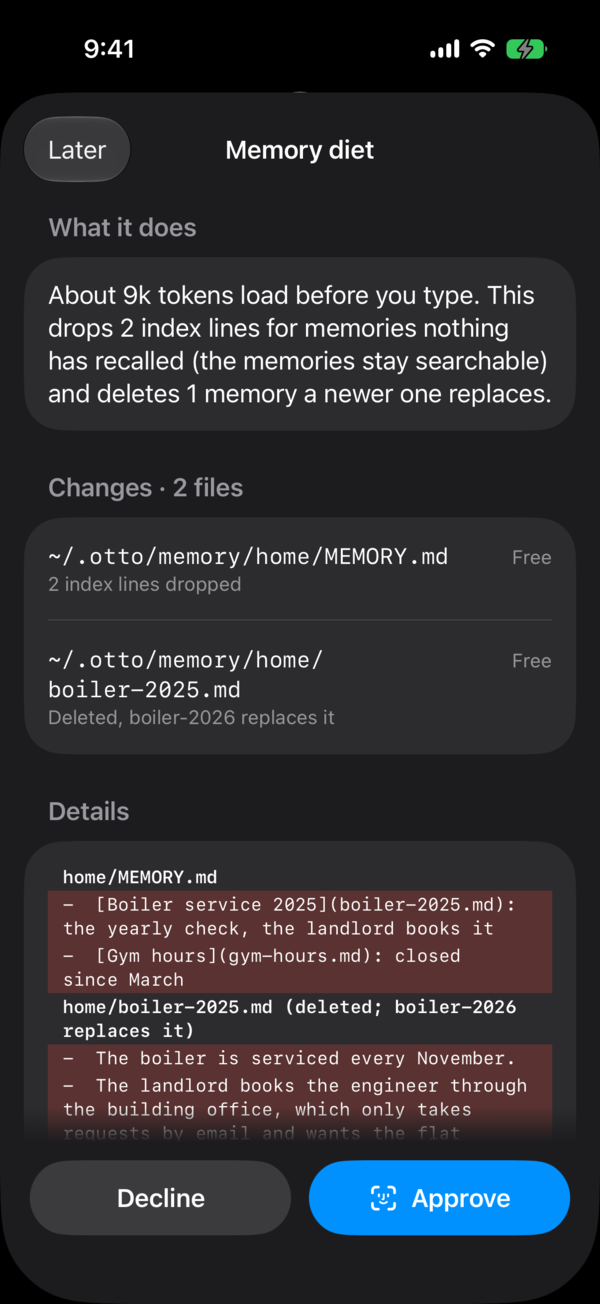 9:41
Later
Memory diet
What it does
About 9k tokens load before you type. This
drops 2 index lines for memories nothing
has recalled (the memories stay searchable)
and deletes 1 memory a newer one replaces.
Changes · 2 files
~/.otto/memory/home/MEMORY.md
Free
2 index lines dropped
~/.otto/memory/home/
boiler-2025.md
Free
Deleted, boiler-2026 replaces it
Details
home/MEMORY.md
- [Boiler service 2025](boiler-2025.md):
the yearly check, the landlord books it
- [Gym hours](gym-hours.md): closed
since March
home/boiler-2025.md (deleted; boiler-2026
replaces it)
- The boiler is serviced every November.
- The landlord books the engineer through
the building office, which only takes
requests by email and wants the flat
Decline
Approve